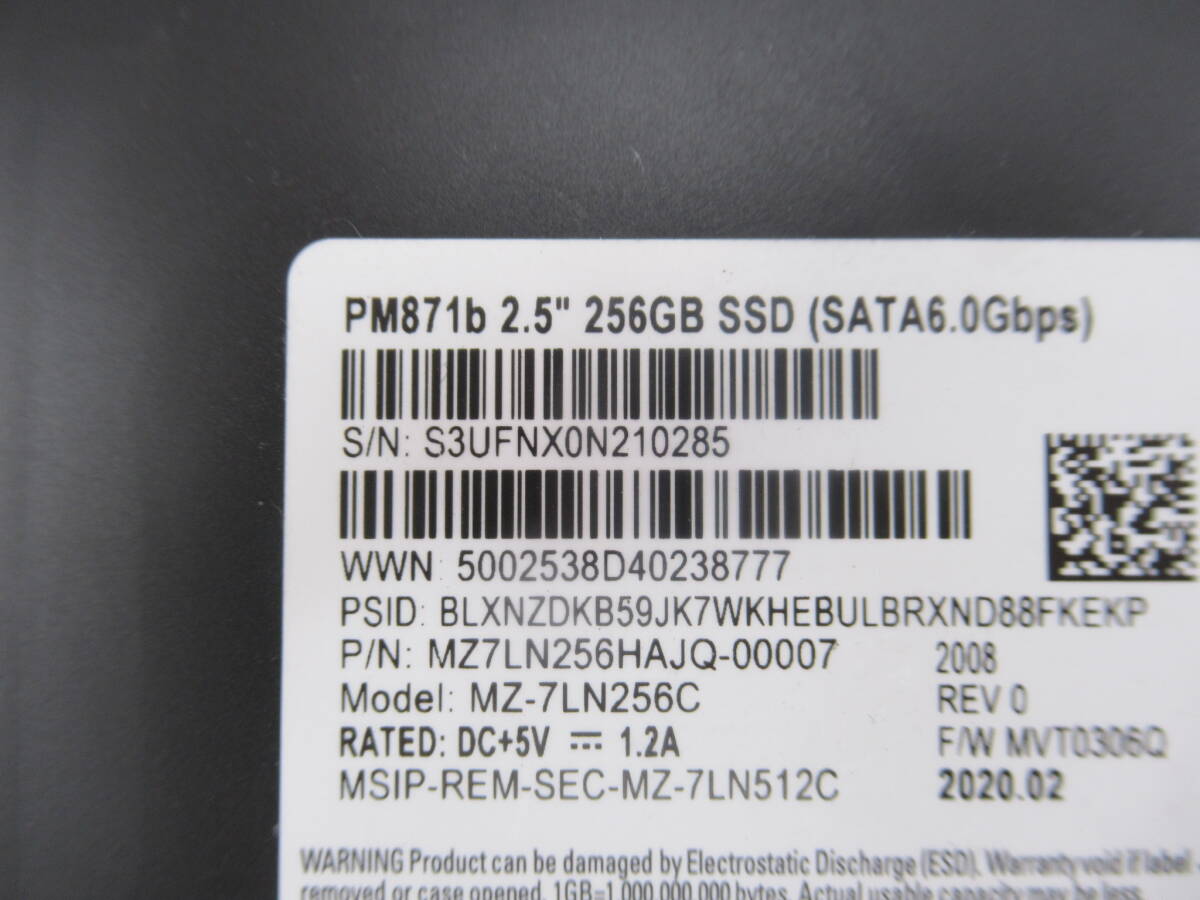 PM871b 2.5" 256GB SSD (SATA6.0Gbps)
S/N: S3UFNX0N210285
WWN 5002538D40238777
PSID: BLXNZDKB59JK7WKHEBULBRXND88FKEKP
P/N: MZ7LN256HAJQ-00007 2008
Model: MZ-7LN256C REV 0
RATED: DC+5V ⎓ 1.2A F/W MVT0306Q
MSIP-REM-SEC-MZ-7LN512C 2020.02
WARNING Product can be damaged by Electrostatic Discharge (ESD). Warranty void if label
removed or case opened. 1GB=1,000,000,000 bytes. Actual usable capacity may be less.